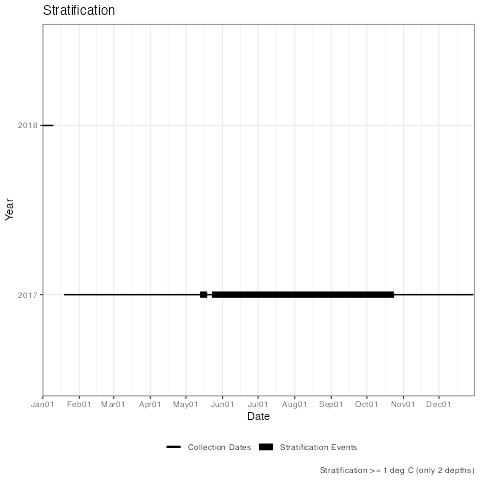 Stratification
Year
2018
2017
Jan01 Feb01 Mar01 Apr01 May01 Jun01 Jul01 Aug01 Sep01 Oct01 Nov01 Dec01
Date
Collection Dates Stratification Events
Stratification >= 1 deg C (only 2 depths)